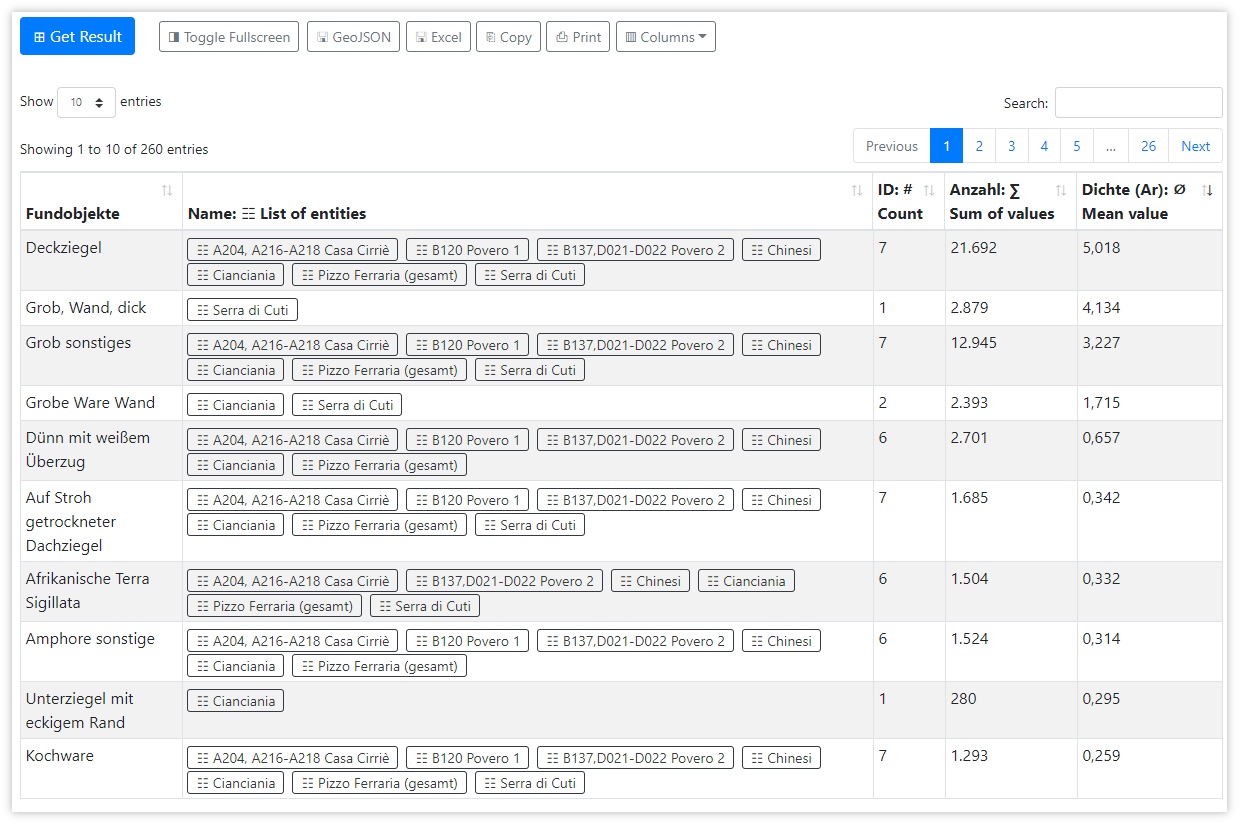 Get Result Toggle Fullscreen GeoJSON Excel Copy Print Columns
Show 10 entries Search:
Showing 1 to 10 of 260 entries Previous 1 2 3 4 5 ... 26 Next
Fundobjekte Name: List of entities ID: # Count Anzahl: ∑ Sum of values Dichte (Ar): Ø Mean value
Deckziegel A204, A216-A218 Casa Cirriè B120 Povero 1 B137,D021-D022 Povero 2 Chinesi 7 21.692 5,018
Cianciania Pizzo Ferraria (gesamt) Serra di Cuti
Grob, Wand, dick Serra di Cuti 1 2.879 4,134
Grob sonstiges A204, A216-A218 Casa Cirriè B120 Povero 1 B137,D021-D022 Povero 2 Chinesi 7 12.945 3,227
Cianciania Pizzo Ferraria (gesamt) Serra di Cuti
Grobe Ware Wand Cianciania Serra di Cuti 2 2.393 1,715
Dünn mit weißem A204, A216-A218 Casa Cirriè B120 Povero 1 B137,D021-D022 Povero 2 Chinesi 6 2.701 0,657
Überzug Cianciania Pizzo Ferraria (gesamt)
Auf Stroh A204, A216-A218 Casa Cirriè B120 Povero 1 B137,D021-D022 Povero 2 Chinesi 7 1.685 0,342
getrockneter Cianciania Pizzo Ferraria (gesamt) Serra di Cuti
Dachziegel
Afrikanische Terra A204, A216-A218 Casa Cirriè B137,D021-D022 Povero 2 Chinesi Cianciania 6 1.504 0,332
Sigillata Pizzo Ferraria (gesamt) Serra di Cuti
Amphore sonstige A204, A216-A218 Casa Cirriè B120 Povero 1 B137,D021-D022 Povero 2 Chinesi 6 1.524 0,314
Cianciania Pizzo Ferraria (gesamt)
Unterziegel mit Cianciania 1 280 0,295
eckigem Rand
Kochware A204, A216-A218 Casa Cirriè B120 Povero 1 B137,D021-D022 Povero 2 Chinesi 7 1.293 0,259
Cianciania Pizzo Ferraria (gesamt) Serra di Cuti